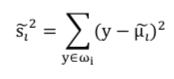 s̃ᵢ² = ∑_{y∈ωᵢ} (y − μ̃ᵢ)²